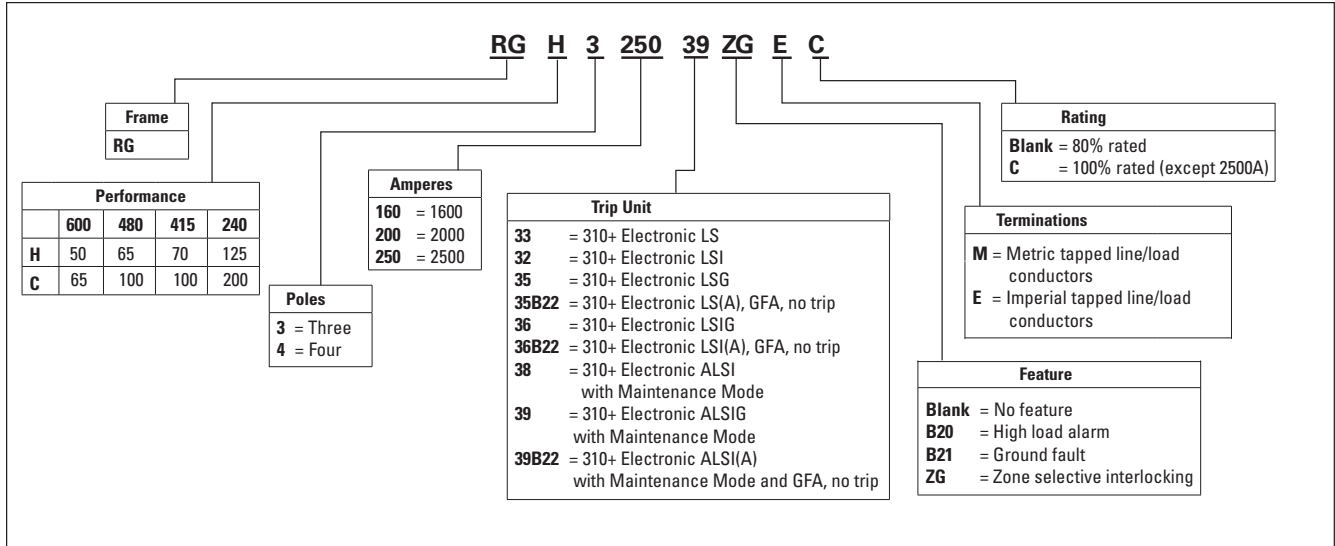 RG H 3 250 39 ZG E C
Frame
RG
Performance
600 480 415 240
H 50 65 70 125
C 65 100 100 200
Poles
3 = Three
4 = Four
Amperes
160 = 1600
200 = 2000
250 = 2500
Trip Unit
33 = 310+ Electronic LS
32 = 310+ Electronic LSI
35 = 310+ Electronic LSG
35B22 = 310+ Electronic LS(A), GFA, no trip
36 = 310+ Electronic LSIG
36B22 = 310+ Electronic LSI(A), GFA, no trip
38 = 310+ Electronic ALSI
with Maintenance Mode
39 = 310+ Electronic ALSIG
with Maintenance Mode
39B22 = 310+ Electronic ALSI(A)
with Maintenance Mode and GFA, no trip
Rating
Blank = 80% rated
C = 100% rated (except 2500A)
Terminations
M = Metric tapped line/load
conductors
E = Imperial tapped line/load
conductors
Feature
Blank = No feature
B20 = High load alarm
B21 = Ground fault
ZG = Zone selective interlocking